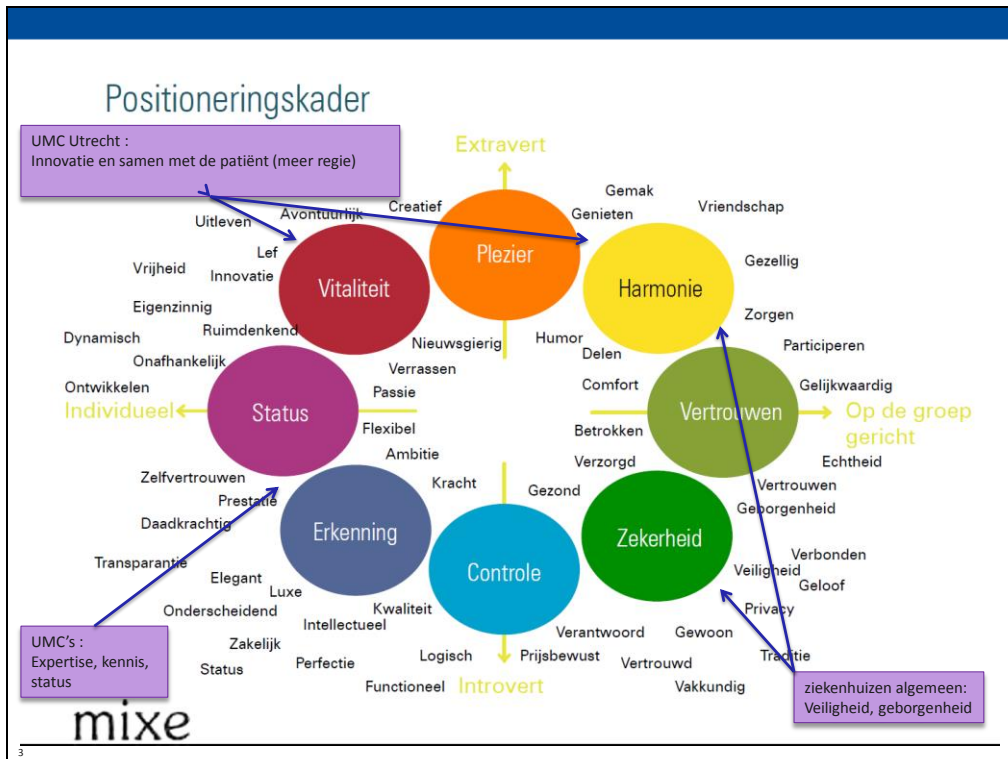 Positioneringskader
UMC Utrecht :
Innovatie en samen met de patiënt (meer regie)
Extravert
Gemak
Vriendschap
Creatief
Genieten
Avontuurlijk
Uitleven
Plezier
Lef
Gezellig
Vrijheid
Innovatie
Vitaliteit
Harmonie
Eigenzinnig
Zorgen
Ruimdenkend
Dynamisch
Nieuwsgierig
Humor
Delen
Participeren
Onafhankelijk
Verrassen
Ontwikkelen
Passie
Comfort
Gelijkwaardig
Individueel
Status
Vertrouwen
Op de groep
gericht
Flexibel
Betrokken
Ambitie
Verzorgd
Echtheid
Zelfvertrouwen
Kracht
Gezond
Vertrouwen
Prestatie
Geborgenheid
Daadkrachtig
Erkenning
Zekerheid
Verbonden
Transparantie
Controle
Veiligheid
Geloof
Elegant
Luxe
Privacy
Onderscheidend
Kwaliteit
Intellectueel
Verantwoord
Gewoon
Zakelijk
Logisch
Prijsbewust
Vertrouwd
Traditie
Status
Perfectie
Functioneel
Introvert
Vakkundig
UMC’s :
Expertise, kennis,
status
ziekenhuizen algemeen:
Veiligheid, geborgenheid
mixe
3